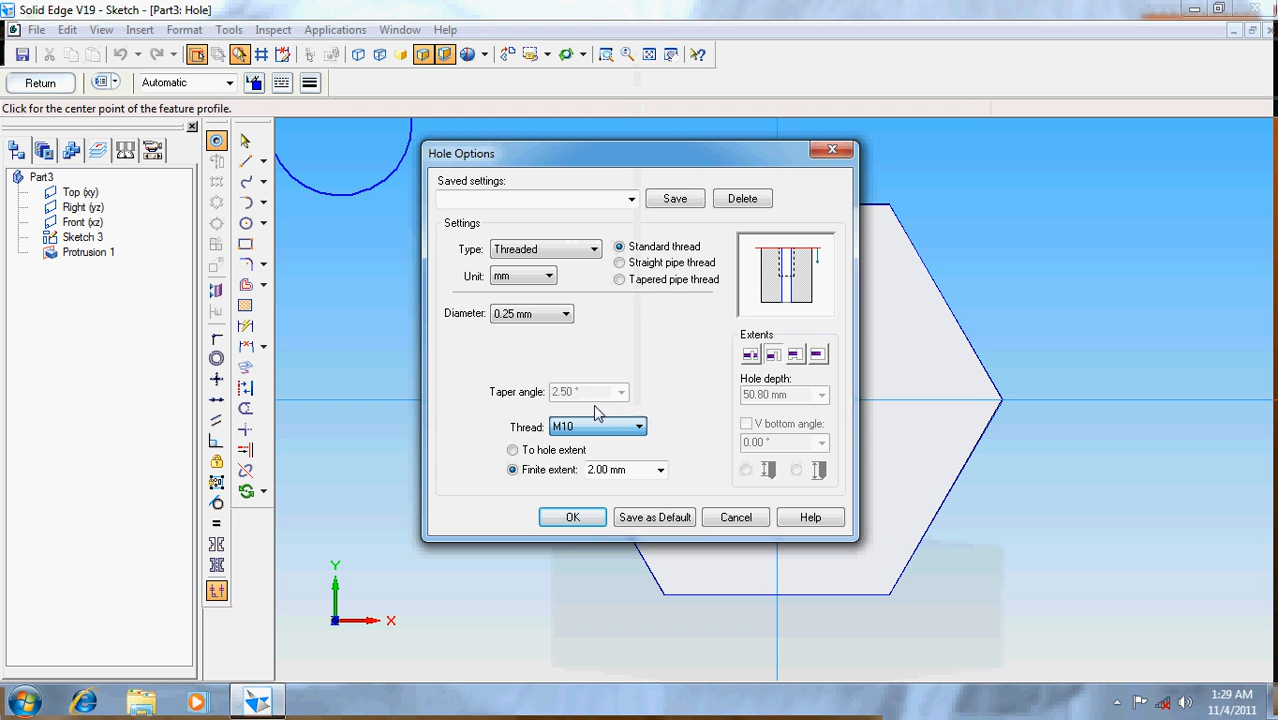 Solid Edge V19 - Sketch - [Part3: Hole]
File Edit View Insert Format Tools Inspect Applications Window Help
Return Automatic
Click for the center point of the feature profile.
Part3
Top (xy)
Right (yz)
Front (xz)
Sketch 3
Protrusion 1
Hole Options
Saved settings:
Save Delete
Settings
Type: Threaded Standard thread
Straight pipe thread
Unit: mm Tapered pipe thread
Diameter: 0.25 mm
Extents
Hole depth:
50.80 mm
Taper angle: 2.50 °
V bottom angle:
0.00 °
Thread: M10
To hole extent
Finite extent: 2.00 mm
OK Save as Default Cancel Help
Y
X
1:29 AM
11/4/2011